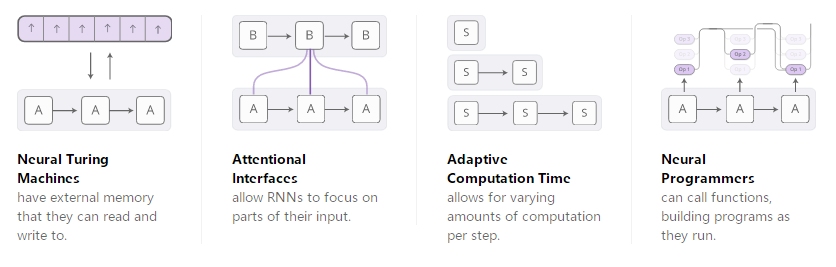 B B B
A A A
Neural Turing
Machines
have external memory
that they can read and
write to.
A A A
Attentional
Interfaces
allow RNNs to focus on
parts of their input.
S
S S
S S S
Adaptive
Computation Time
allows for varying
amounts of computation
per step.
Op 3 Op 3 Op 3
Op 2 Op 2 Op 2
Op 1 Op 1 Op 1
A A A
Neural
Programmers
can call functions,
building programs as
they run.